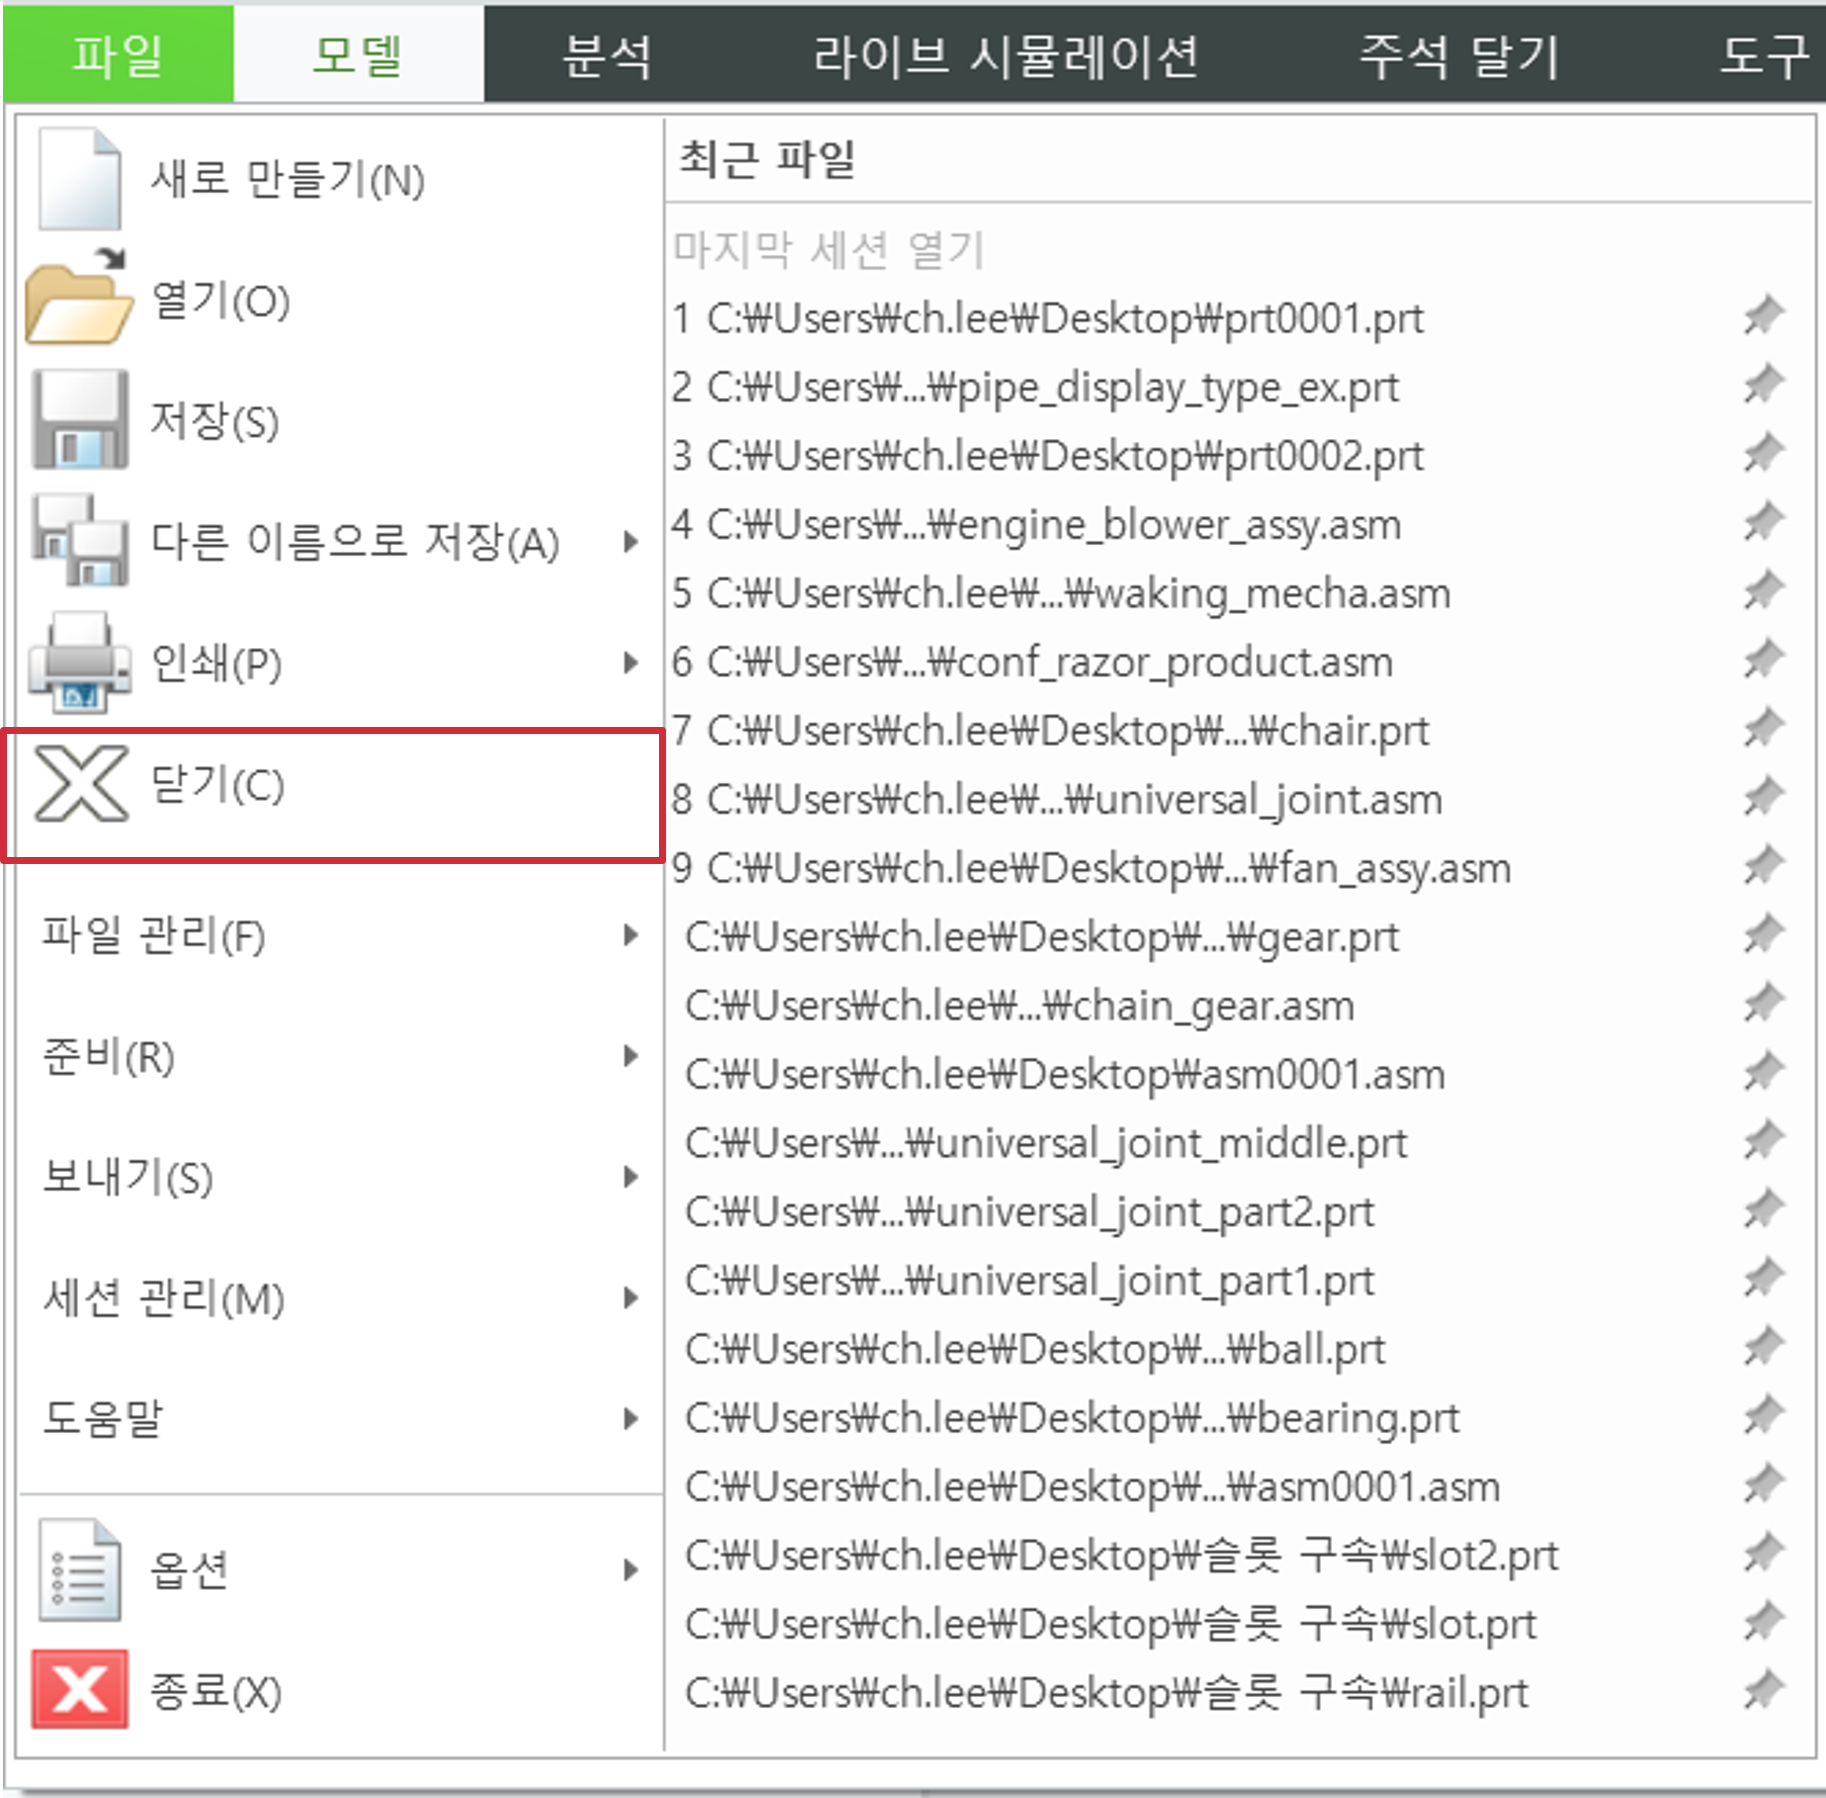 파일 모델 분석 라이브 시뮬레이션 주석 달기 도구
새로 만들기(N)
열기(O)
저장(S)
다른 이름으로 저장(A)
인쇄(P)
닫기(C)
파일 관리(F)
준비(R)
보내기(S)
세션 관리(M)
도움말
옵션
종료(X)
최근 파일
마지막 세션 열기
1 C:₩Users₩ch.lee₩Desktop₩prt0001.prt
2 C:₩Users₩...₩pipe_display_type_ex.prt
3 C:₩Users₩ch.lee₩Desktop₩prt0002.prt
4 C:₩Users₩...₩engine_blower_assy.asm
5 C:₩Users₩ch.lee₩...₩waking_mecha.asm
6 C:₩Users₩...₩conf_razor_product.asm
7 C:₩Users₩ch.lee₩Desktop₩...₩chair.prt
8 C:₩Users₩ch.lee₩...₩universal_joint.asm
9 C:₩Users₩ch.lee₩Desktop₩...₩fan_assy.asm
C:₩Users₩ch.lee₩Desktop₩...₩gear.prt
C:₩Users₩ch.lee₩...₩chain_gear.asm
C:₩Users₩ch.lee₩Desktop₩asm0001.asm
C:₩Users₩...₩universal_joint_middle.prt
C:₩Users₩...₩universal_joint_part2.prt
C:₩Users₩...₩universal_joint_part1.prt
C:₩Users₩ch.lee₩Desktop₩...₩ball.prt
C:₩Users₩ch.lee₩Desktop₩...₩bearing.prt
C:₩Users₩ch.lee₩Desktop₩...₩asm0001.asm
C:₩Users₩ch.lee₩Desktop₩슬롯 구속₩slot2.prt
C:₩Users₩ch.lee₩Desktop₩슬롯 구속₩slot.prt
C:₩Users₩ch.lee₩Desktop₩슬롯 구속₩rail.prt